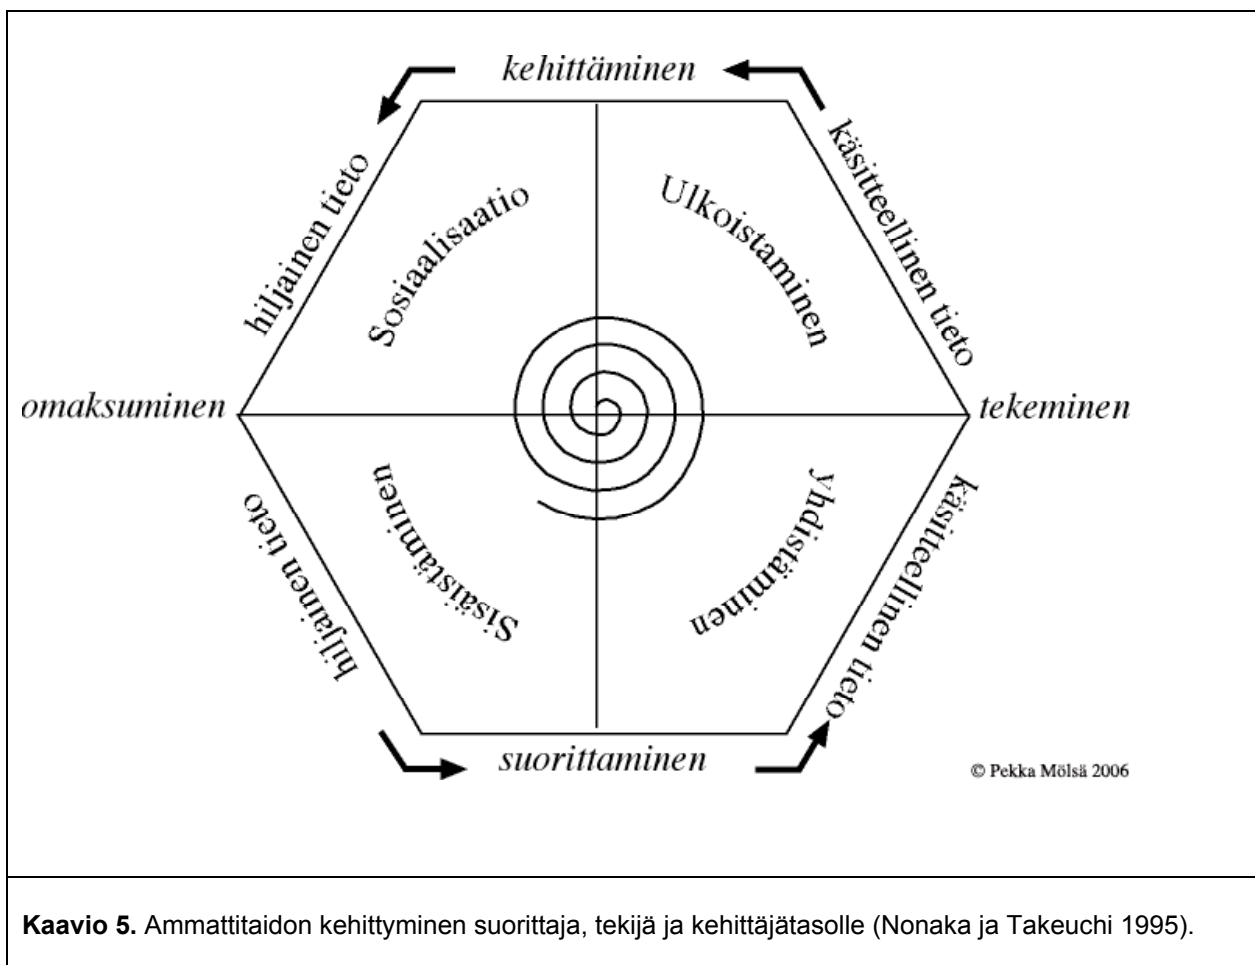 kehittäminen
hiljainen tieto
käsitteellinen tieto
Sosiaalisaatio
Ulkoistaminen
omaksuminen
tekeminen
Sisäistäminen
yhdistäminen
hiljainen tieto
käsitteellinen tieto
suorittaminen
© Pekka Mölsä 2006
Kaavio 5. Ammattitaidon kehittyminen suorittaja, tekijä ja kehittäjätasolle (Nonaka ja Takeuchi 1995).